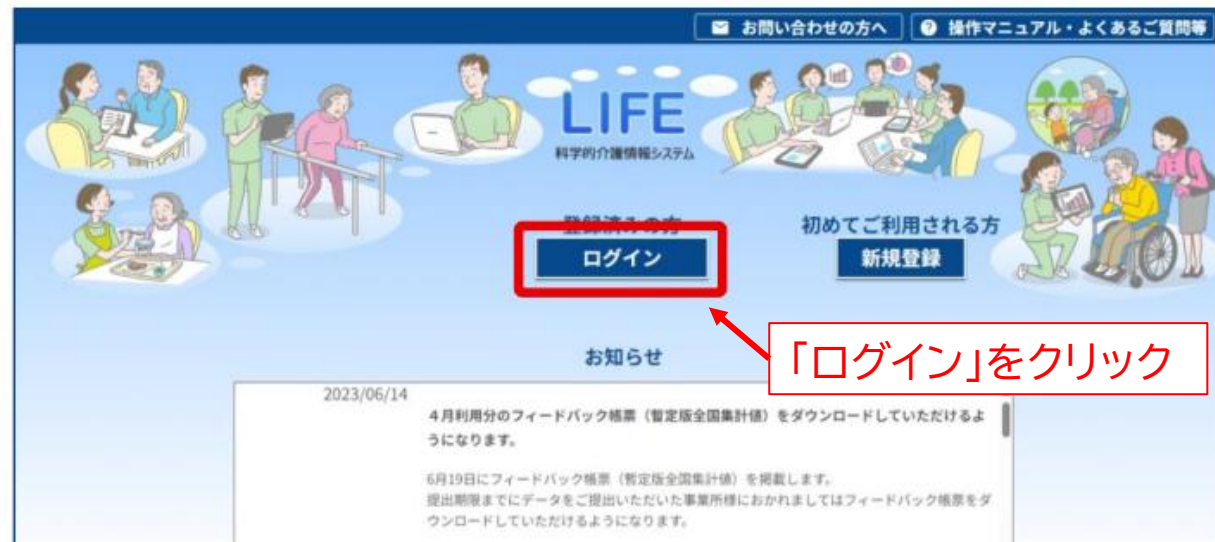 お問い合わせの方へ
操作マニュアル・よくあるご質問等
LIFE
科学的介護情報システム
登録済みの方
初めてご利用される方
ログイン
新規登録
「ログイン」をクリック
お知らせ
2023/06/14
4月利用分のフィードバック帳票（暫定版全国集計値）をダウンロードしていただけるよ
うになります。
6月19日にフィードバック帳票（暫定版全国集計値）を掲載します。
提出期限までにデータをご提出いただいた事業所様におかれましてはフィードバック帳票をダ
ウンロードしていただけるようになります。